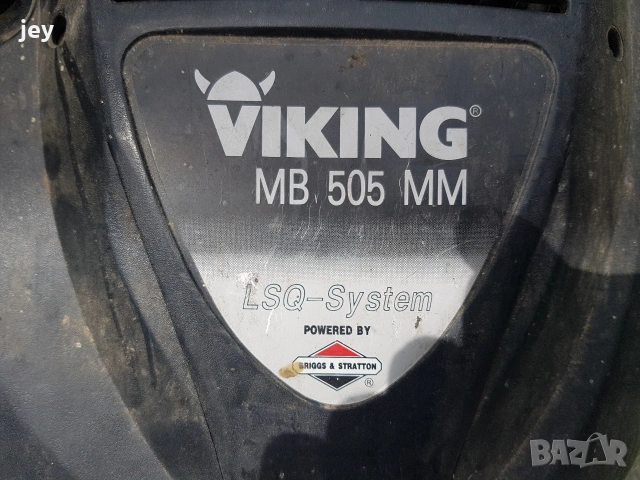 jey
VIKING®
MB 505 MM
LSQ-System
POWERED BY
BRIGGS & STRATTON
®
BAZAR